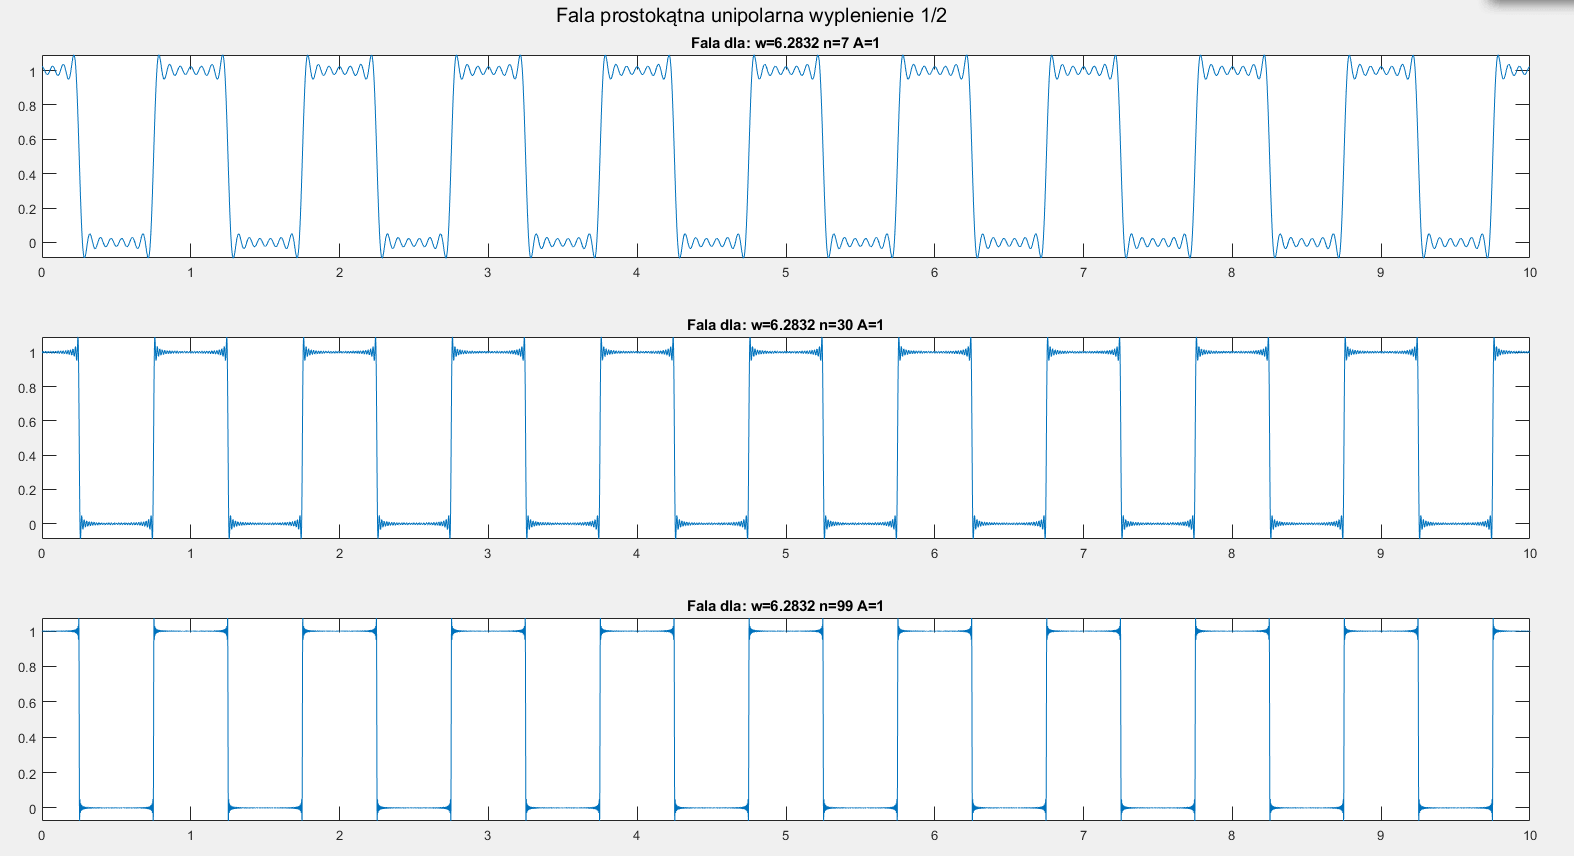 Fala prostokątna unipolarna wyplenienie 1/2
Fala dla: w=6.2832 n=7 A=1
1
0.8
0.6
0.4
0.2
0
0 1 2 3 4 5 6 7 8 9 10
Fala dla: w=6.2832 n=30 A=1
1
0.8
0.6
0.4
0.2
0
0 1 2 3 4 5 6 7 8 9 10
Fala dla: w=6.2832 n=99 A=1
1
0.8
0.6
0.4
0.2
0
0 1 2 3 4 5 6 7 8 9 10